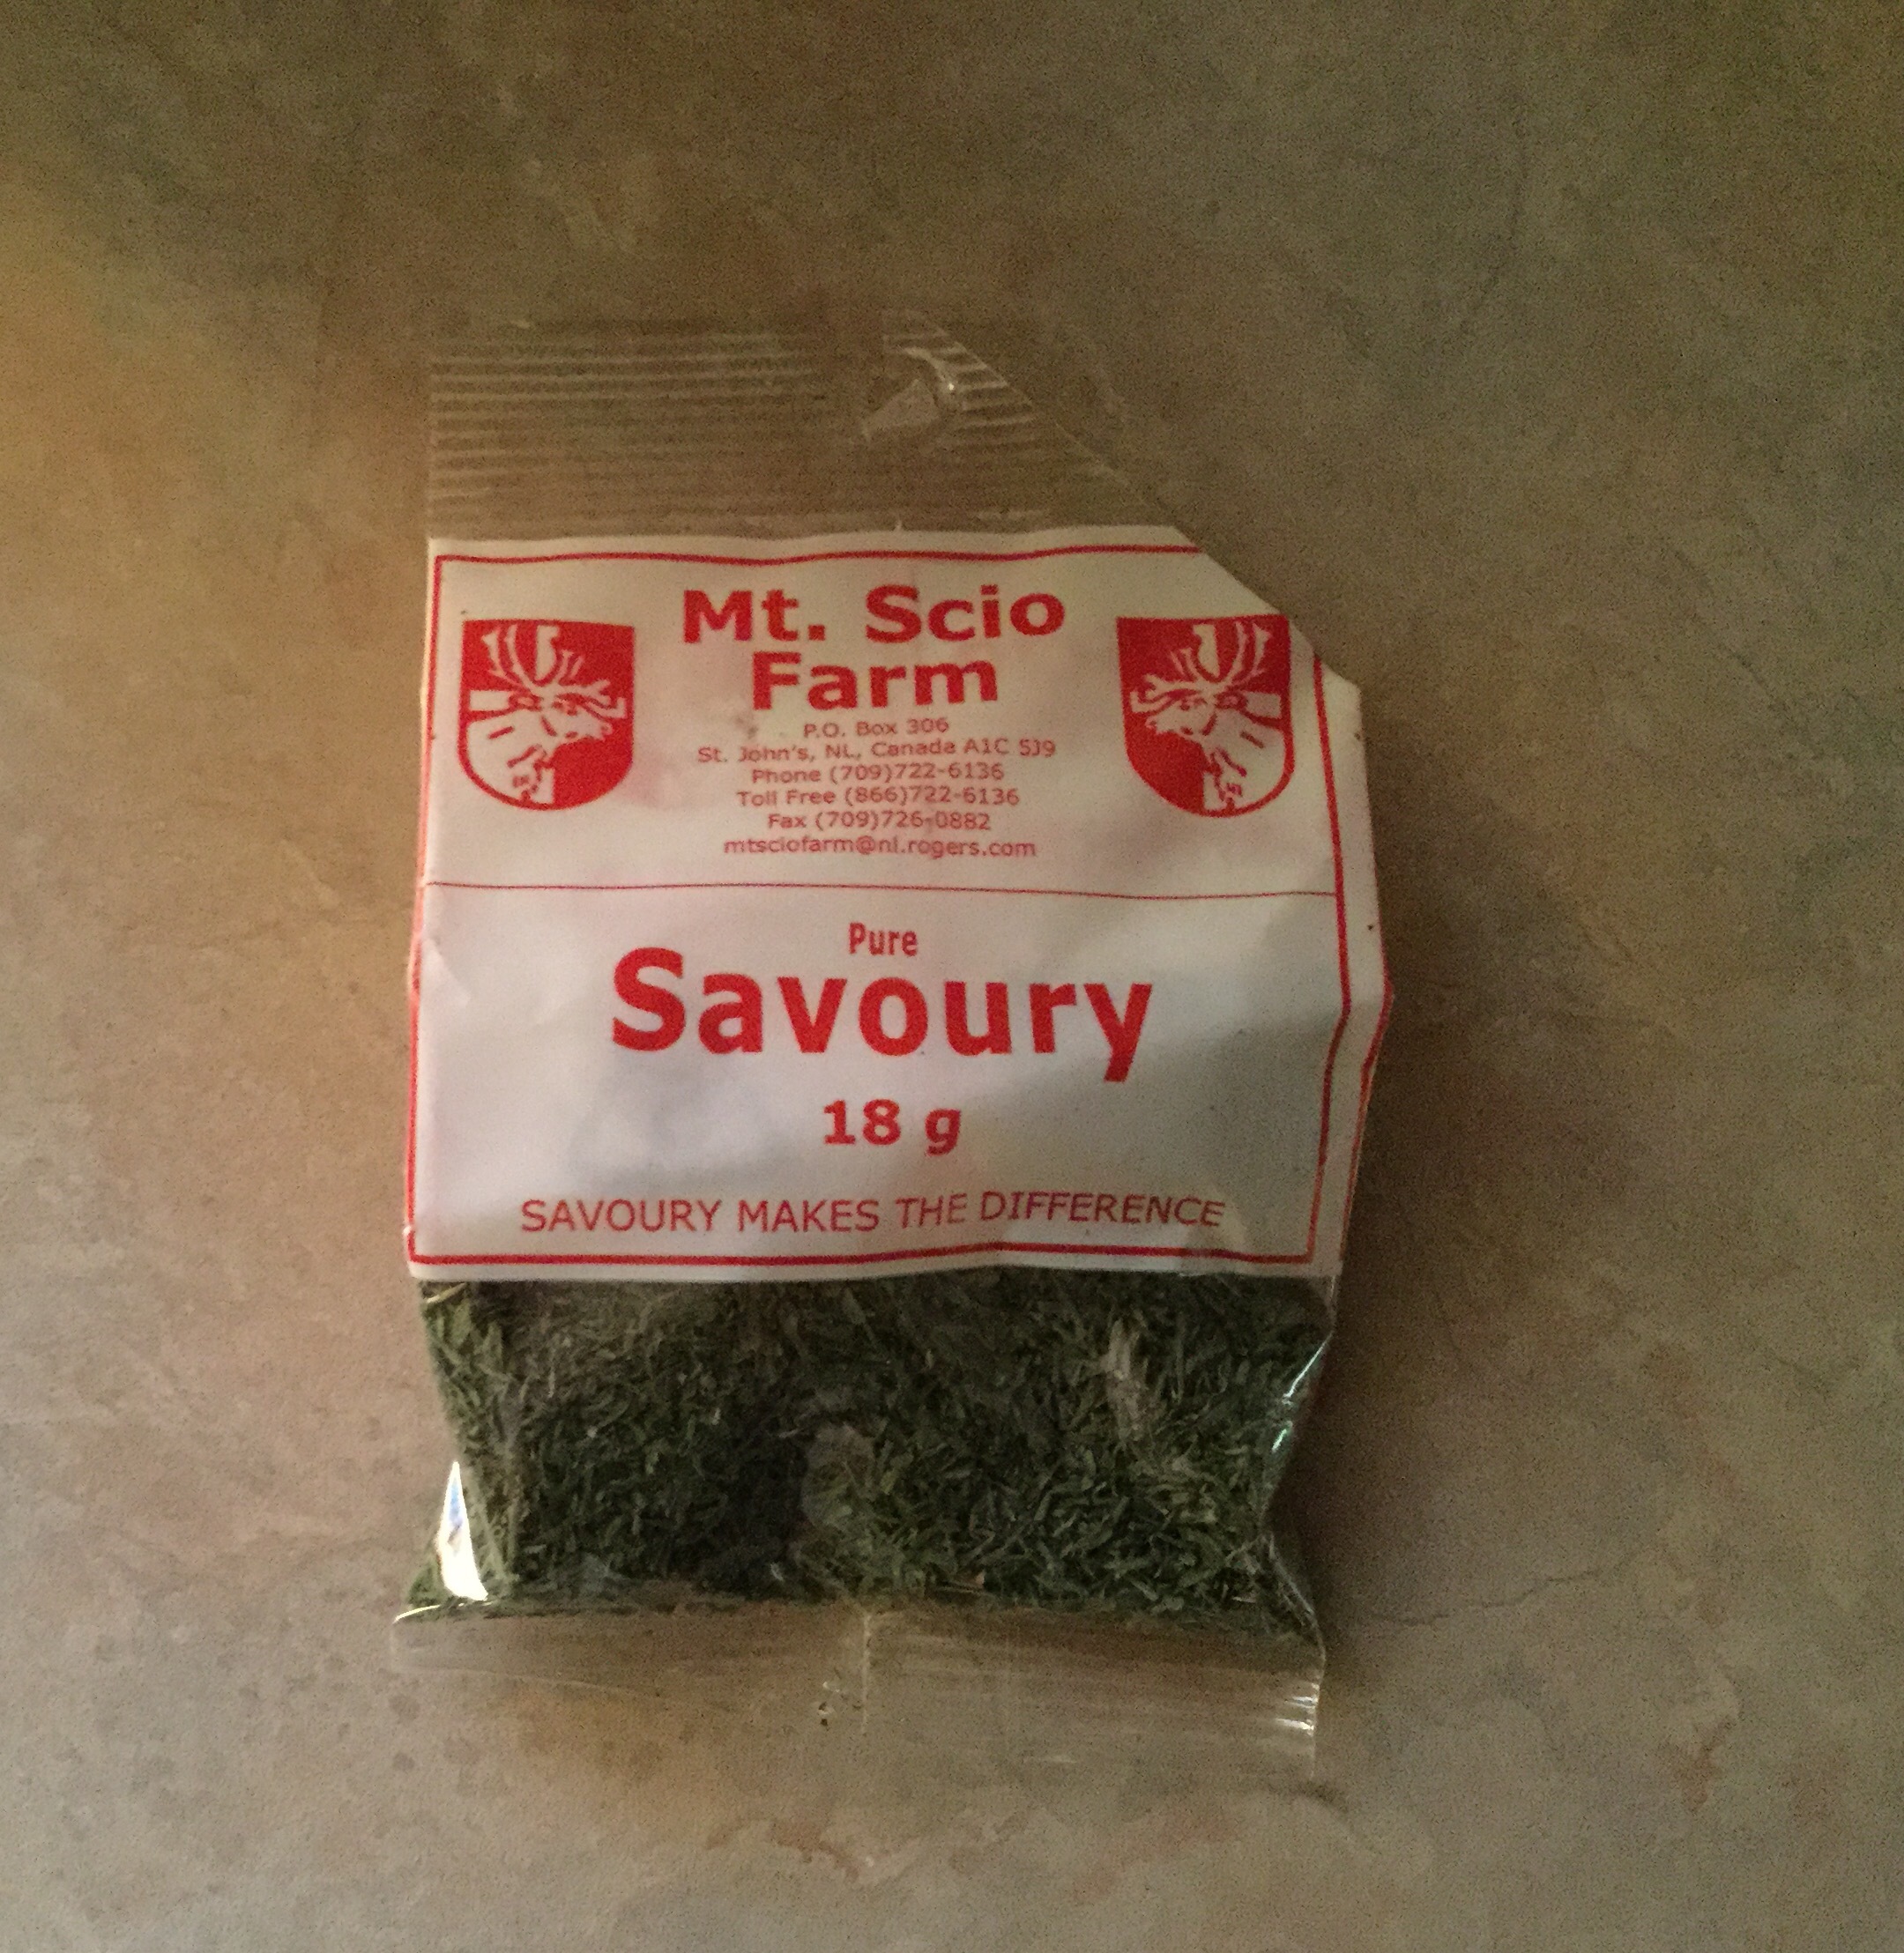 Mt. Scio
Farm
P.O. Box 306
St. John's, NL, Canada A1C 5J9
Phone (709)722-6136
Toll Free (866)722-6136
Fax (709)726-0882
mtsciofarm@nl.rogers.com
Pure
Savoury
18 g
SAVOURY MAKES THE DIFFERENCE